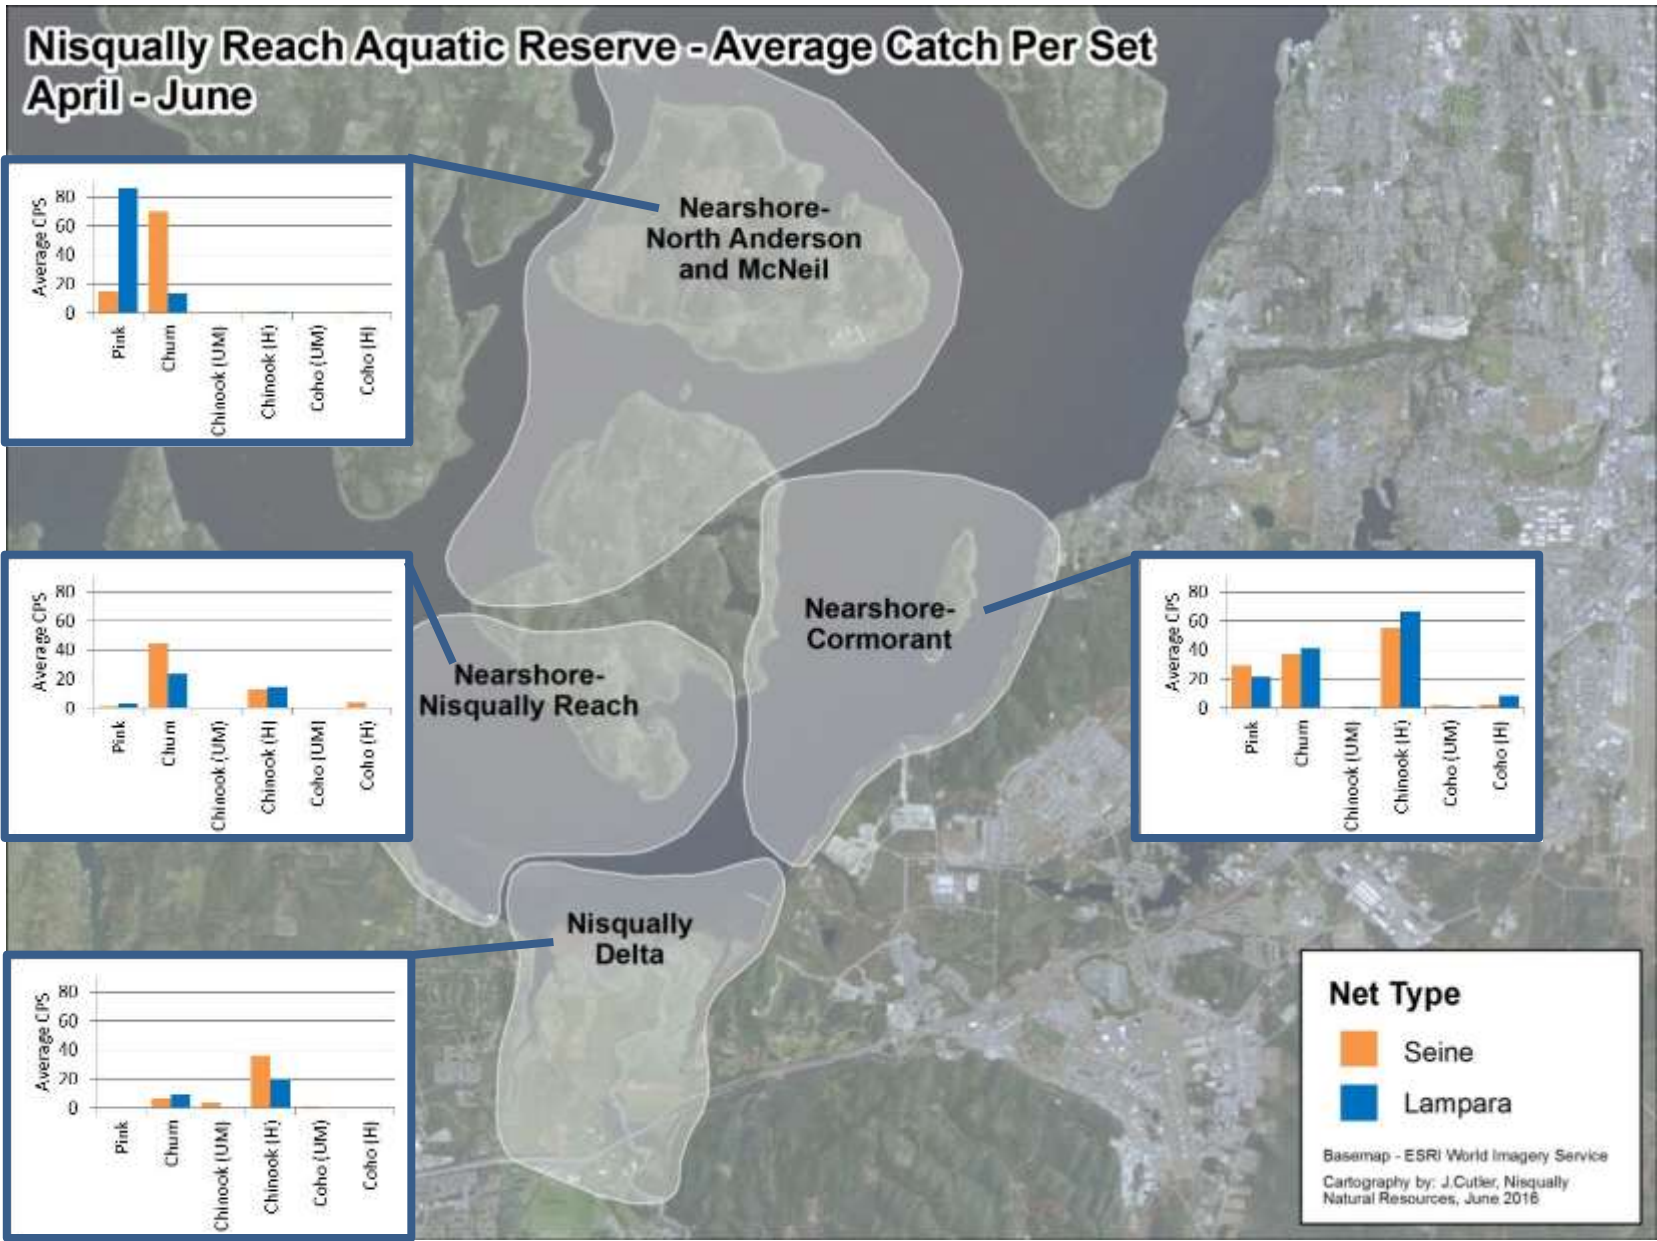 Nisqually Reach Aquatic Reserve - Average Catch Per Set
April - June
Average CPS
80
60
40
20
0
Pink
Chum
Chinook (UM)
Chinook (H)
Coho (UM)
Coho (H)
Nearshore-
North Anderson
and McNeil
Average CPS
80
60
40
20
0
Pink
Chum
Chinook (UM)
Chinook (H)
Coho (UM)
Coho (H)
Nearshore-
Nisqually Reach
Nearshore-
Cormorant
Average CPS
80
60
40
20
0
Pink
Chum
Chinook (UM)
Chinook (H)
Coho (UM)
Coho (H)
Average CPS
80
60
40
20
0
Pink
Chum
Chinook (UM)
Chinook (H)
Coho (UM)
Coho (H)
Nisqually
Delta
Net Type
Seine
Lampara
Basemap - ESRI World Imagery Service
Cartography by: J.Cutler, Nisqually
Natural Resources, June 2016